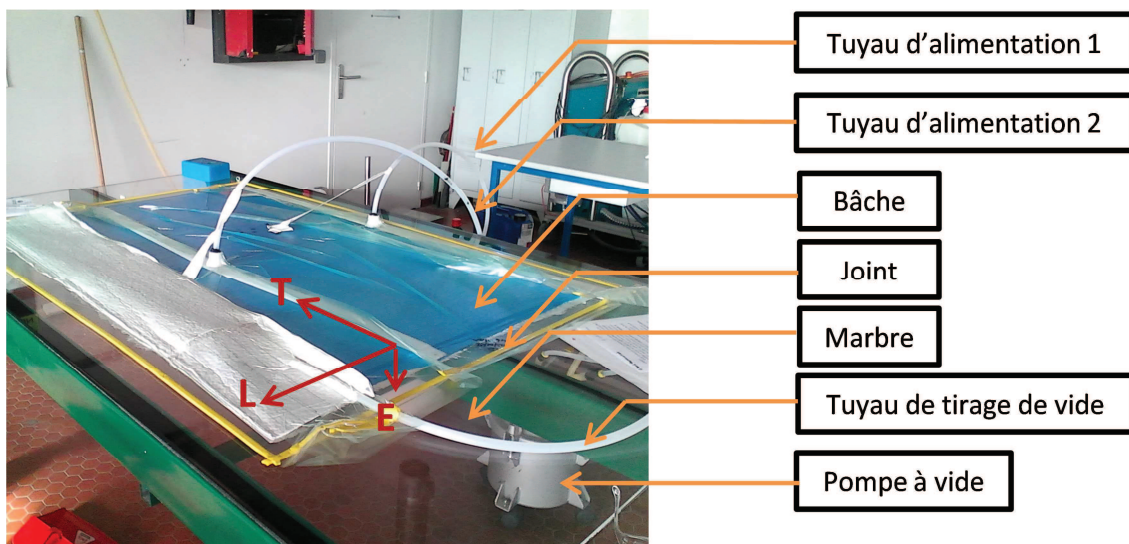 Tuyau d'alimentation 1
Tuyau d'alimentation 2
Bâche
T
Joint
Marbre
L
E
Tuyau de tirage de vide
Pompe à vide